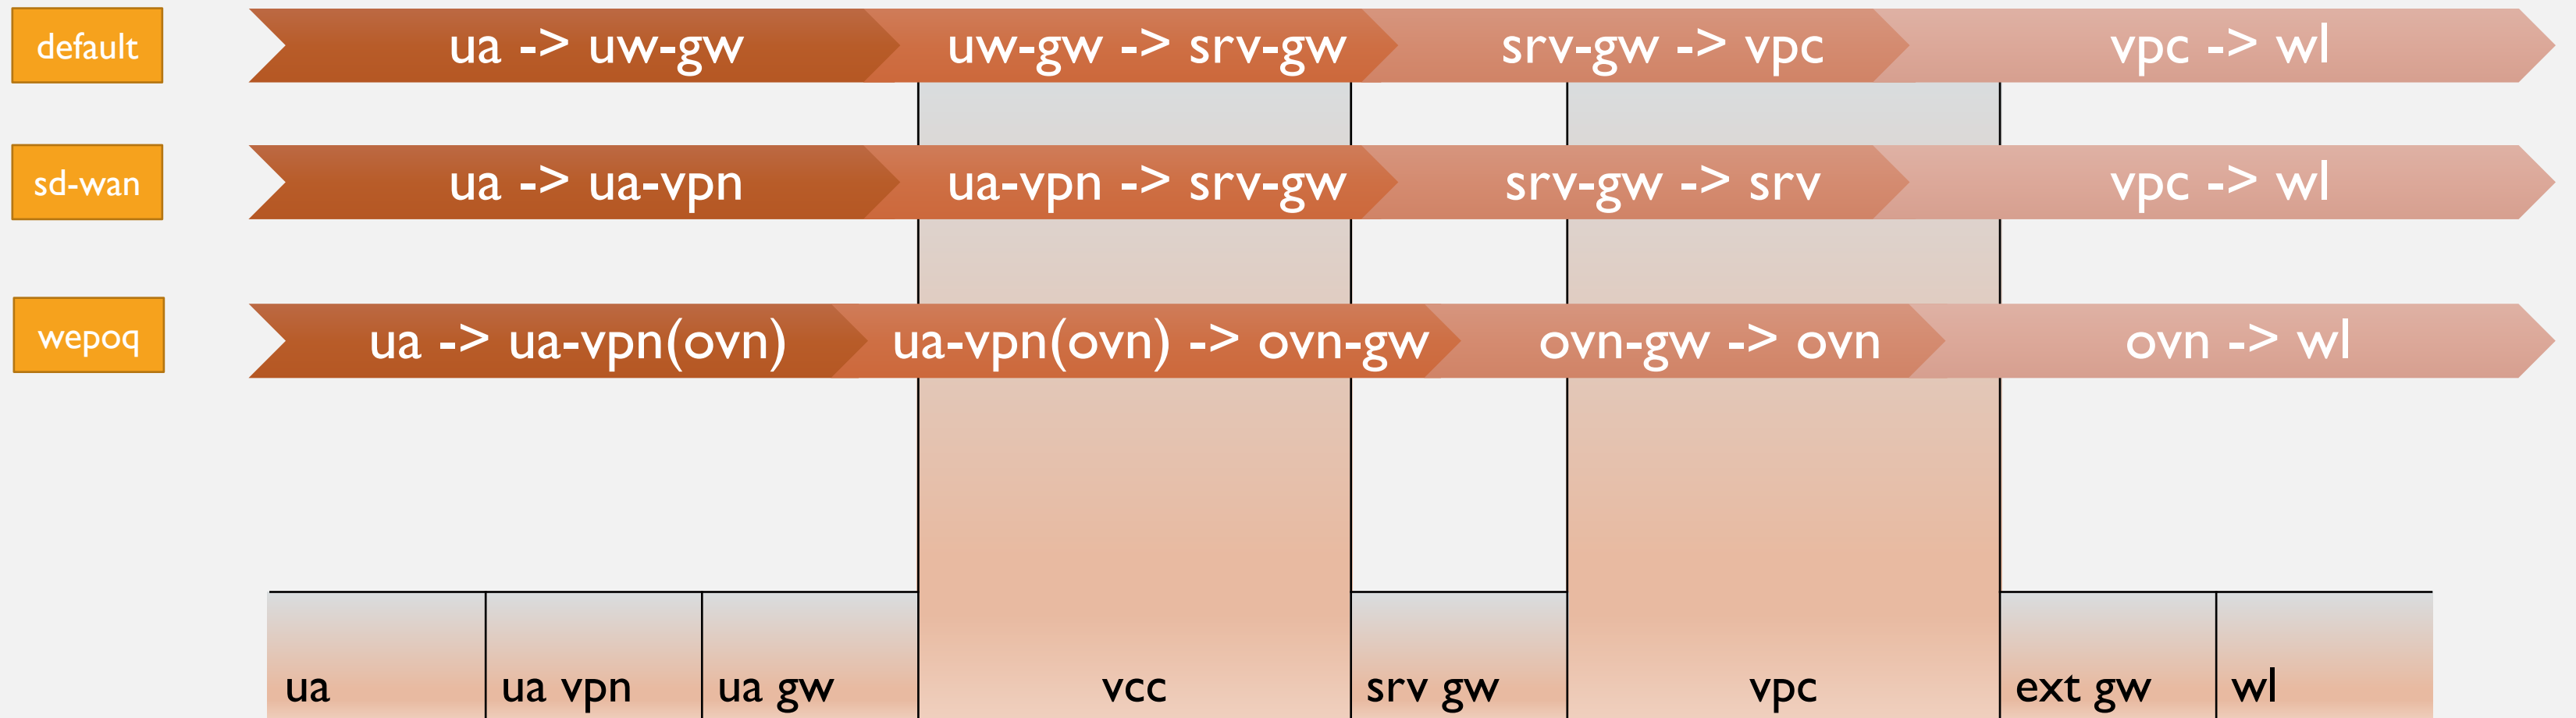 default
ua -> uw-gw
uw-gw -> srv-gw
srv-gw -> vpc
vpc -> wl
sd-wan
ua -> ua-vpn
ua-vpn -> srv-gw
srv-gw -> srv
vpc -> wl
wepoq
ua -> ua-vpn(ovn)
ua-vpn(ovn) -> ovn-gw
ovn-gw -> ovn
ovn -> wl
ua
ua vpn
ua gw
vcc
srv gw
vpc
ext gw
wl